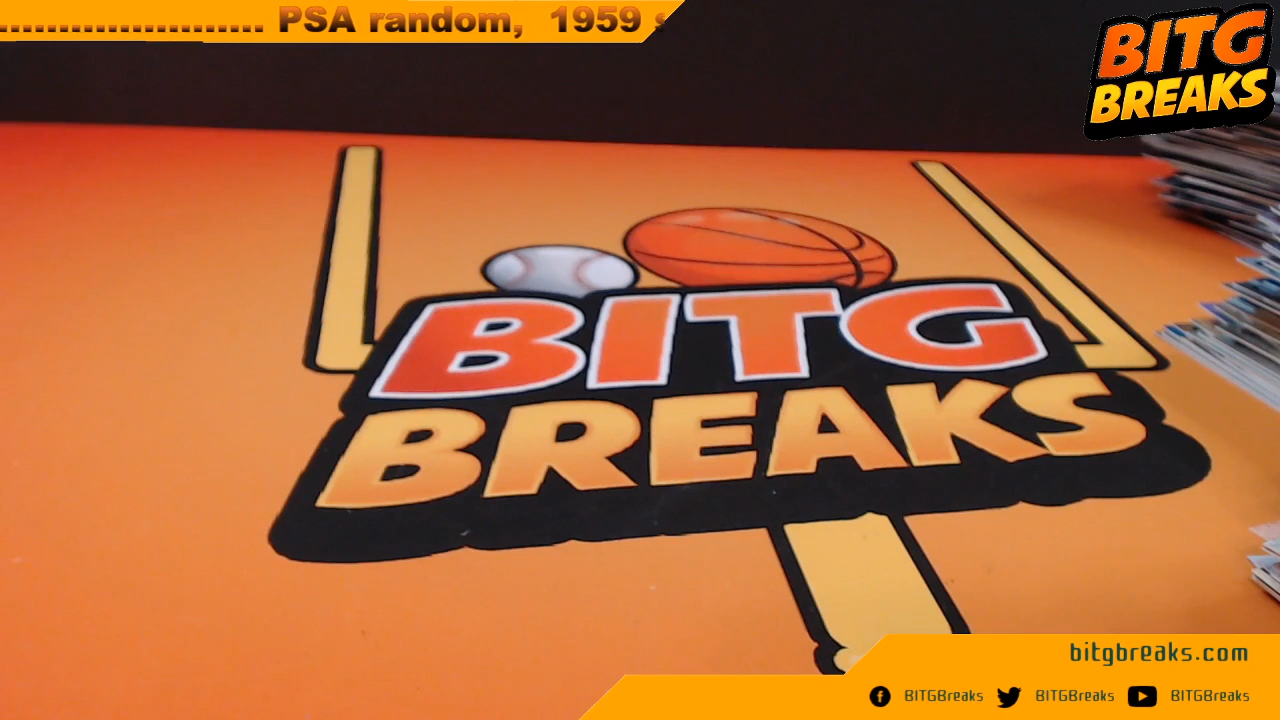 ..................... PSA random, 1959 s
BITG
BREAKS
BITG
BREAKS
bitgbreaks.com
BITGBreaks BITGBreaks BITGBreaks